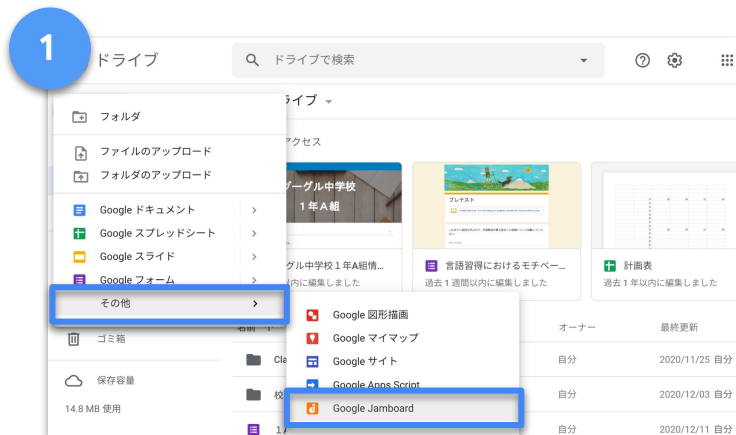 1
ドライブ
ドライブで検索
フォルダ
ファイルのアップロード
フォルダのアップロード
Google ドキュメント
Google スプレッドシート
Google スライド
Google フォーム
その他
ゴミ箱
保存容量
14.8 MB 使用
ライブ
アクセス
グーグル中学校
1年A組
プレテスト
グル中学校１年A組情...
以内に編集しました
言語習得におけるモチベー...
過去 1 週間以内に編集しました
計画表
過去 1 年以内に編集しました
名前
オーナー
最終更新
Google 図形描画
Google マイマップ
Google サイト
Google Apps Script
Google Jamboard
Cla
自分
2020/11/25 自分
校
自分
2020/12/03 自分
1
自分
2020/12/11 自分